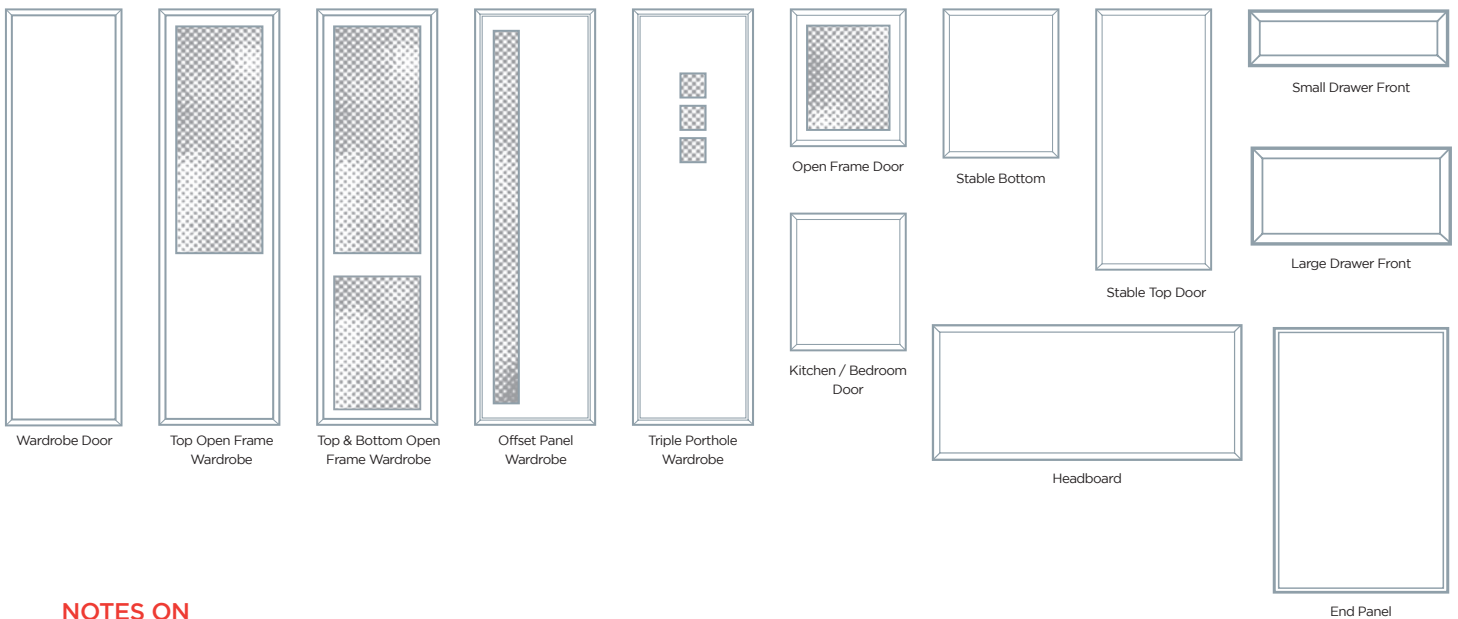 Wardrobe Door
Top Open Frame
Wardrobe
Top & Bottom Open
Frame Wardrobe
Offset Panel
Wardrobe
Triple Porthole
Wardrobe
Open Frame Door
Kitchen / Bedroom
Door
Stable Bottom
Stable Top Door
Small Drawer Front
Large Drawer Front
Headboard
End Panel
NOTES ON